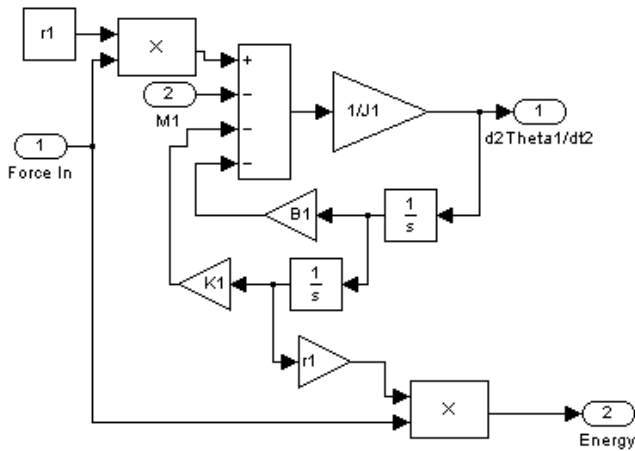 r1
×
+
2
−
M1
−
−
1/J1
1
d2Theta1/dt2
1
Force In
B1
1
s
K1
1
s
r1
×
2
Energy